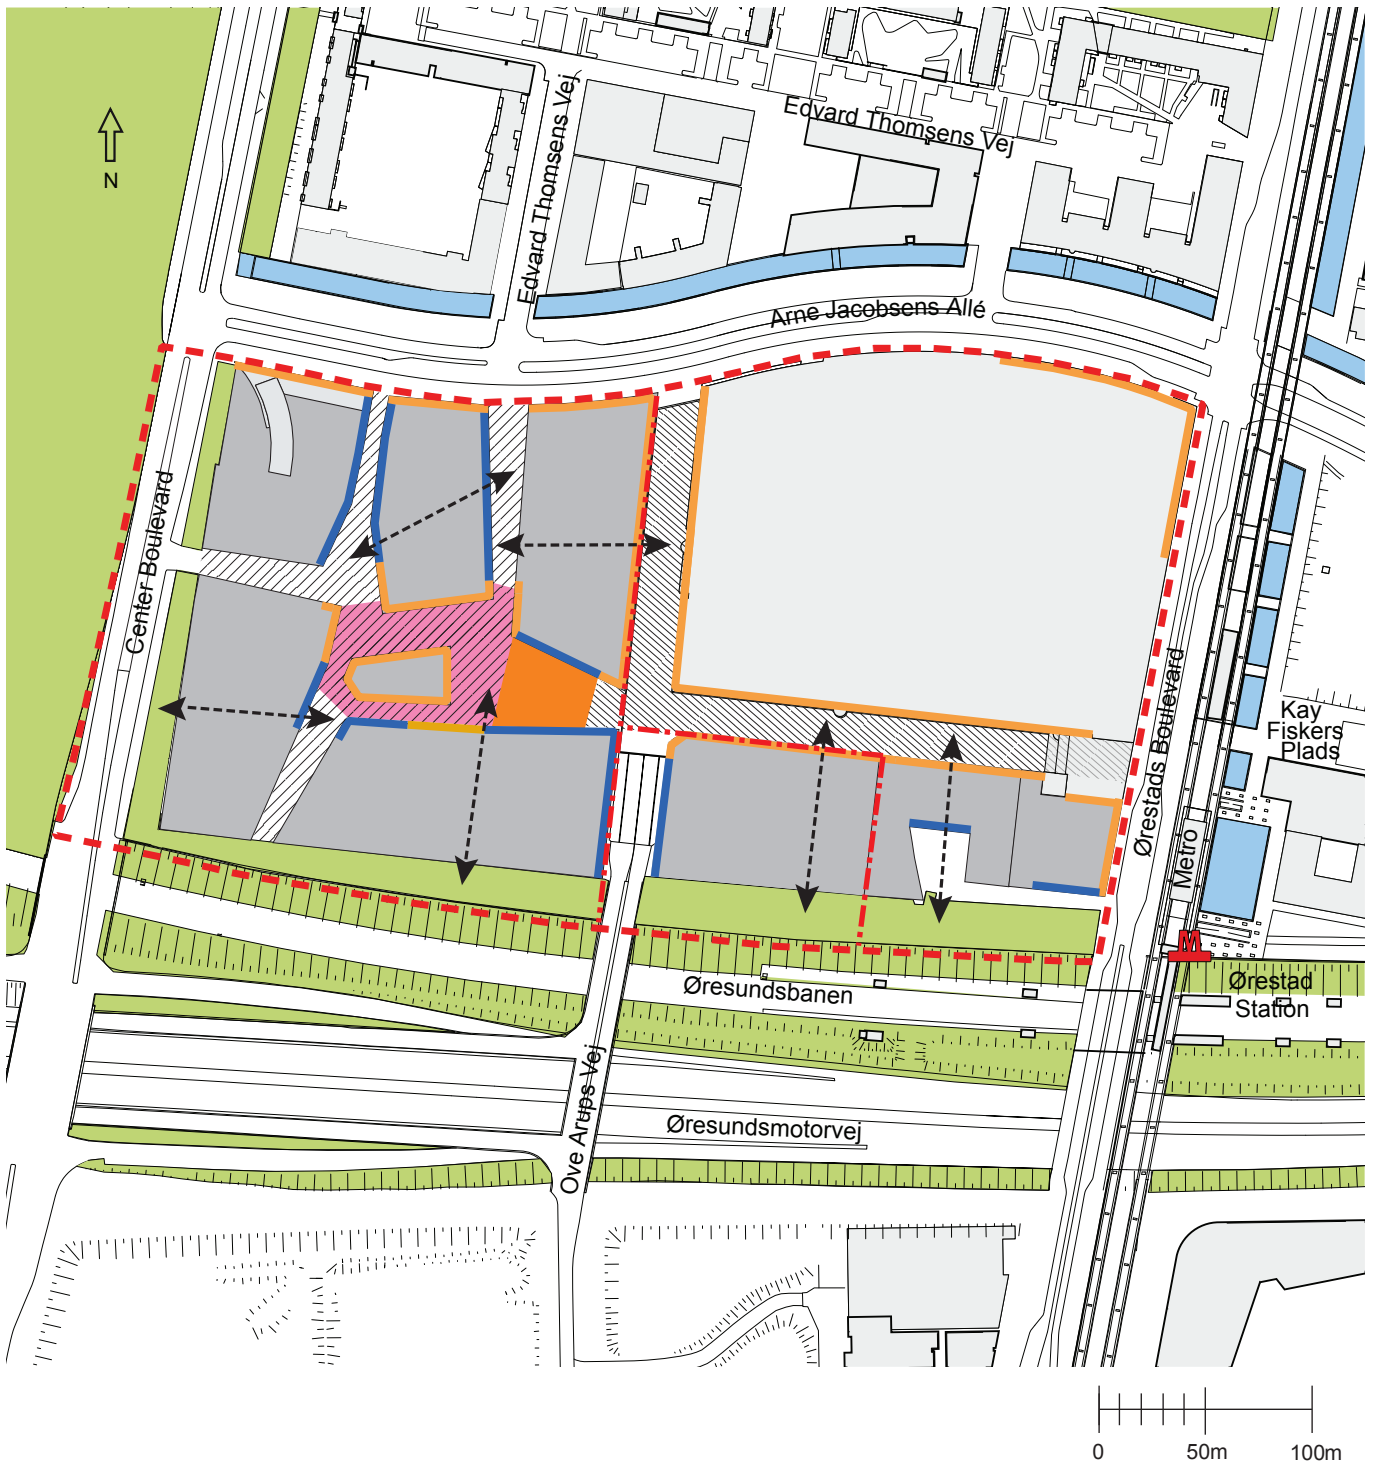 Edvard Thomsens Vej
Edvard Thomsens Vej
N
Arne Jacobsens Allé
Center Boulevard
Ørestads Boulevard
Kay
Fiskers
Plads
Metro
M
Ørestad
Station
Øresundsbanen
Ove Arups Vej
Øresundsmotorvej
0
50m
100m